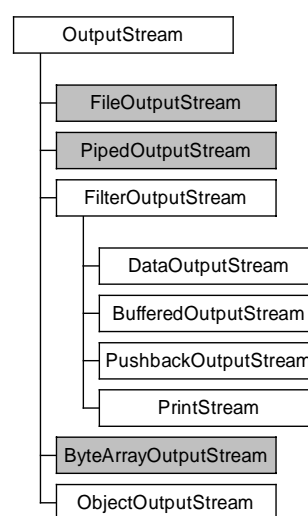 OutputStream
FileOutputStream
PipedOutputStream
FilterOutputStream
DataOutputStream
BufferedOutputStream
PushbackOutputStream
PrintStream
ByteArrayOutputStream
ObjectOutputStream